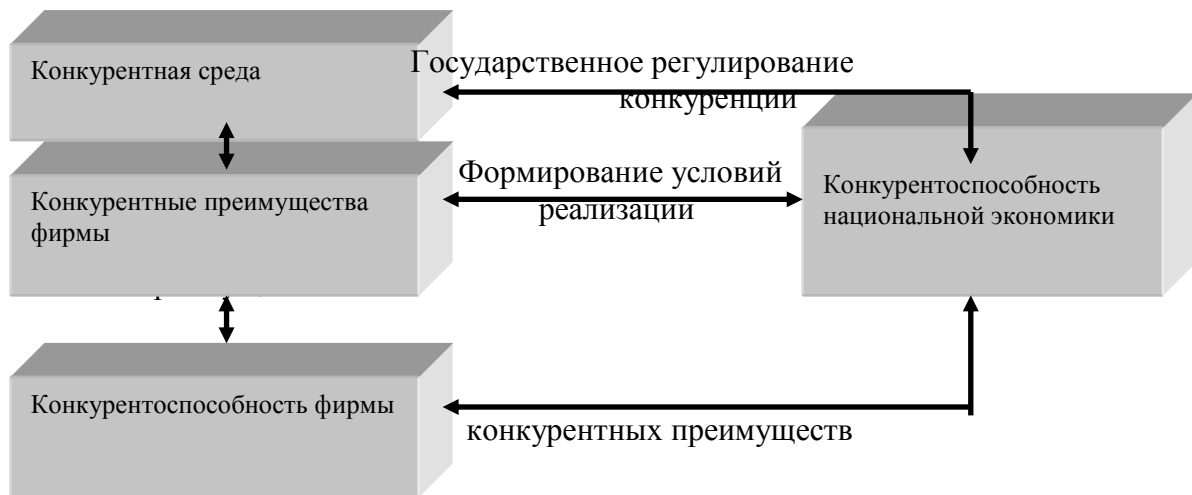 Конкурентная среда
Государственное регулирование
конкуренции
Конкурентные преимущества
фирмы
Формирование условий
реализации
Конкурентоспособность
национальной экономики
Конкурентоспособность фирмы
конкурентных преимуществ